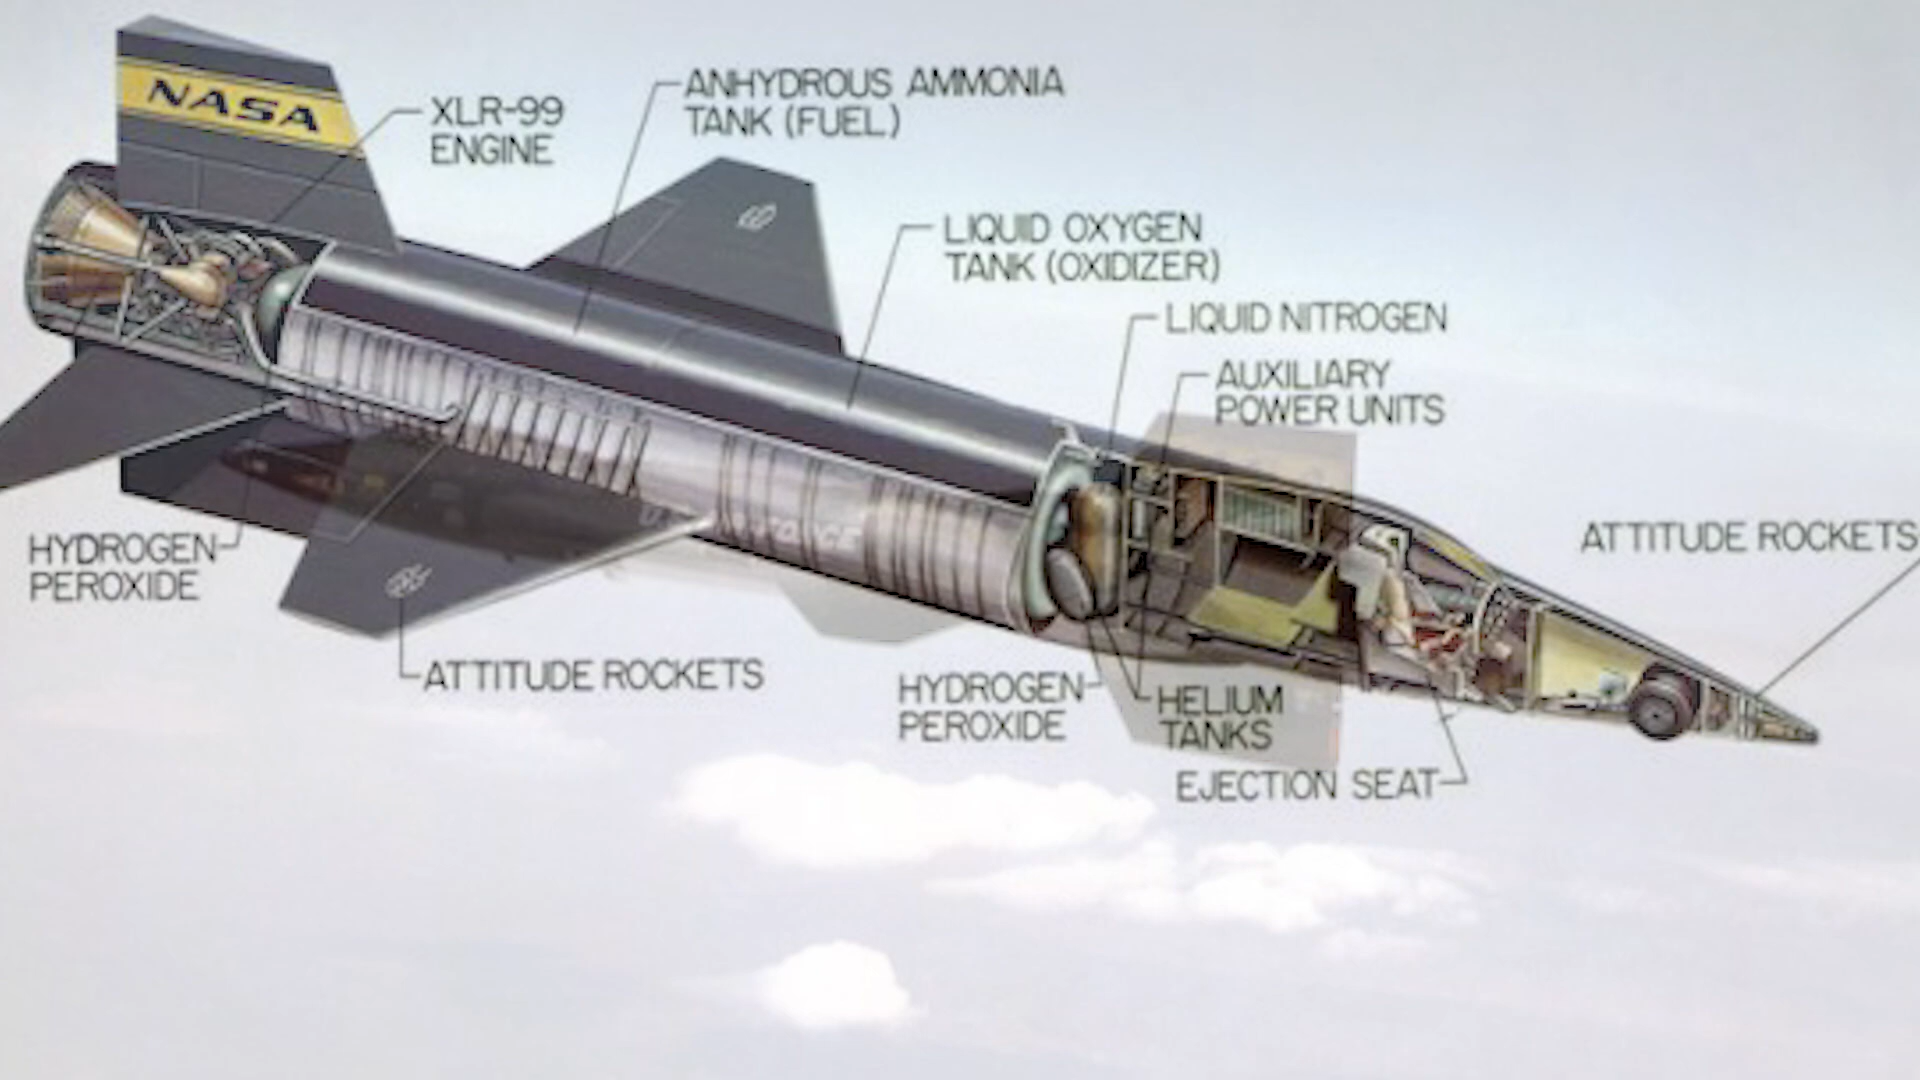 NASA
XLR-99
ENGINE
ANHYDROUS AMMONIA
TANK (FUEL)
LIQUID OXYGEN
TANK (OXIDIZER)
LIQUID NITROGEN
AUXILIARY
POWER UNITS
ATTITUDE ROCKETS
HYDROGEN
PEROXIDE
ATTITUDE ROCKETS
HYDROGEN
PEROXIDE
HELIUM
TANKS
EJECTION SEAT